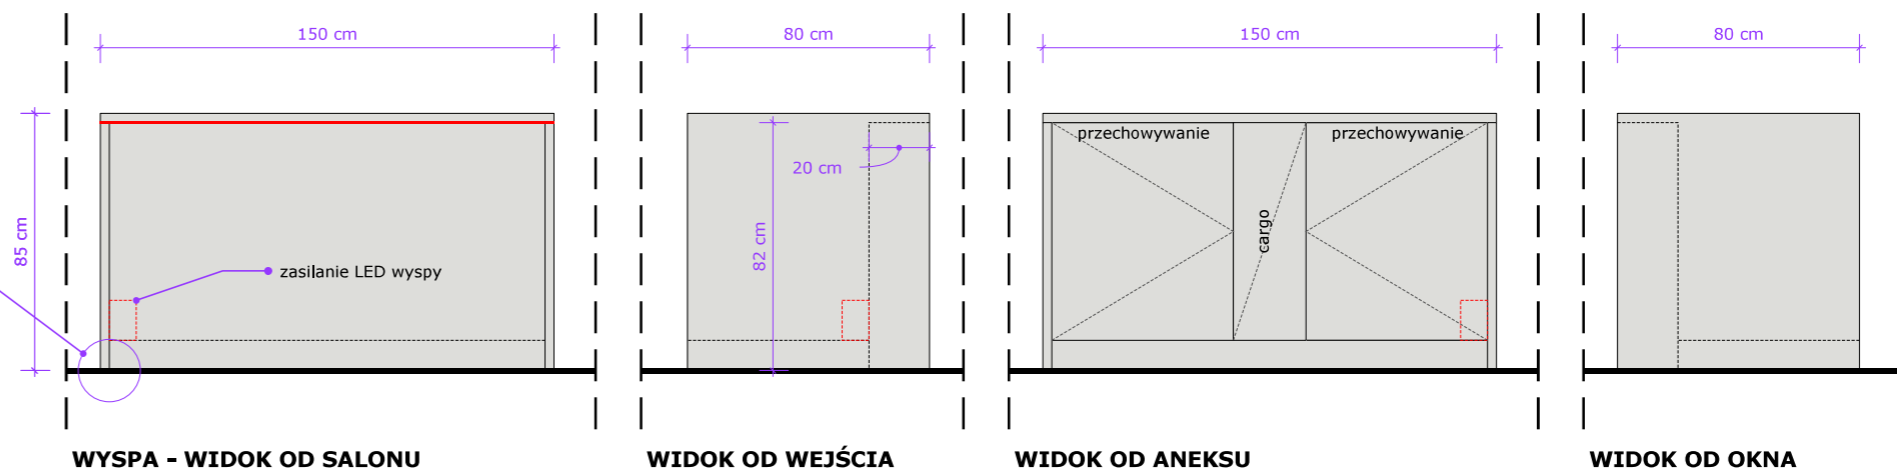 150 cm
80 cm
150 cm
80 cm
przechowywanie
przechowywanie
20 cm
85 cm
82 cm
cargo
zasilanie LED wyspy
WYSPA - WIDOK OD SALONU
WIDOK OD WEJŚCIA
WIDOK OD ANEKSU
WIDOK OD OKNA